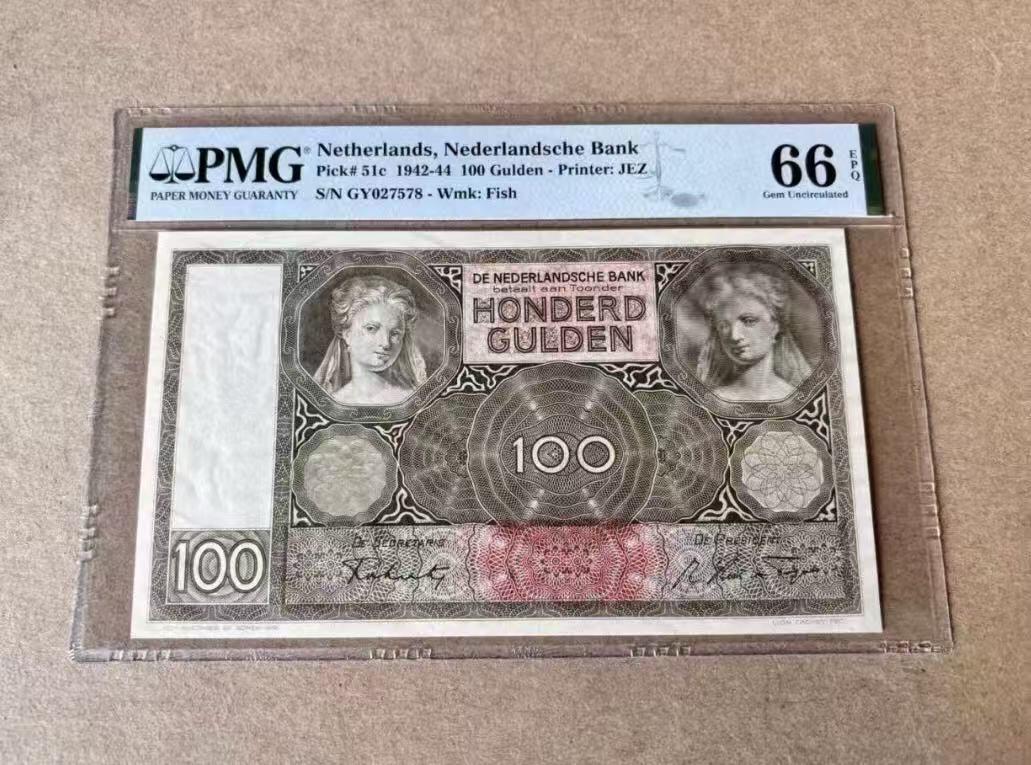 PMG®
PAPER MONEY GUARANTY
Netherlands, Nederlandsche Bank
Pick# 51c 1942-44 100 Gulden - Printer: JEZ
S/N GY027578 - Wmk: Fish
66
EPQ
Gem Uncirculated
DE NEDERLANDSCHE BANK
betaalt aan Toonder
HONDERD
GULDEN
100
DE SECRETARIS
DE PRESIDENT
100